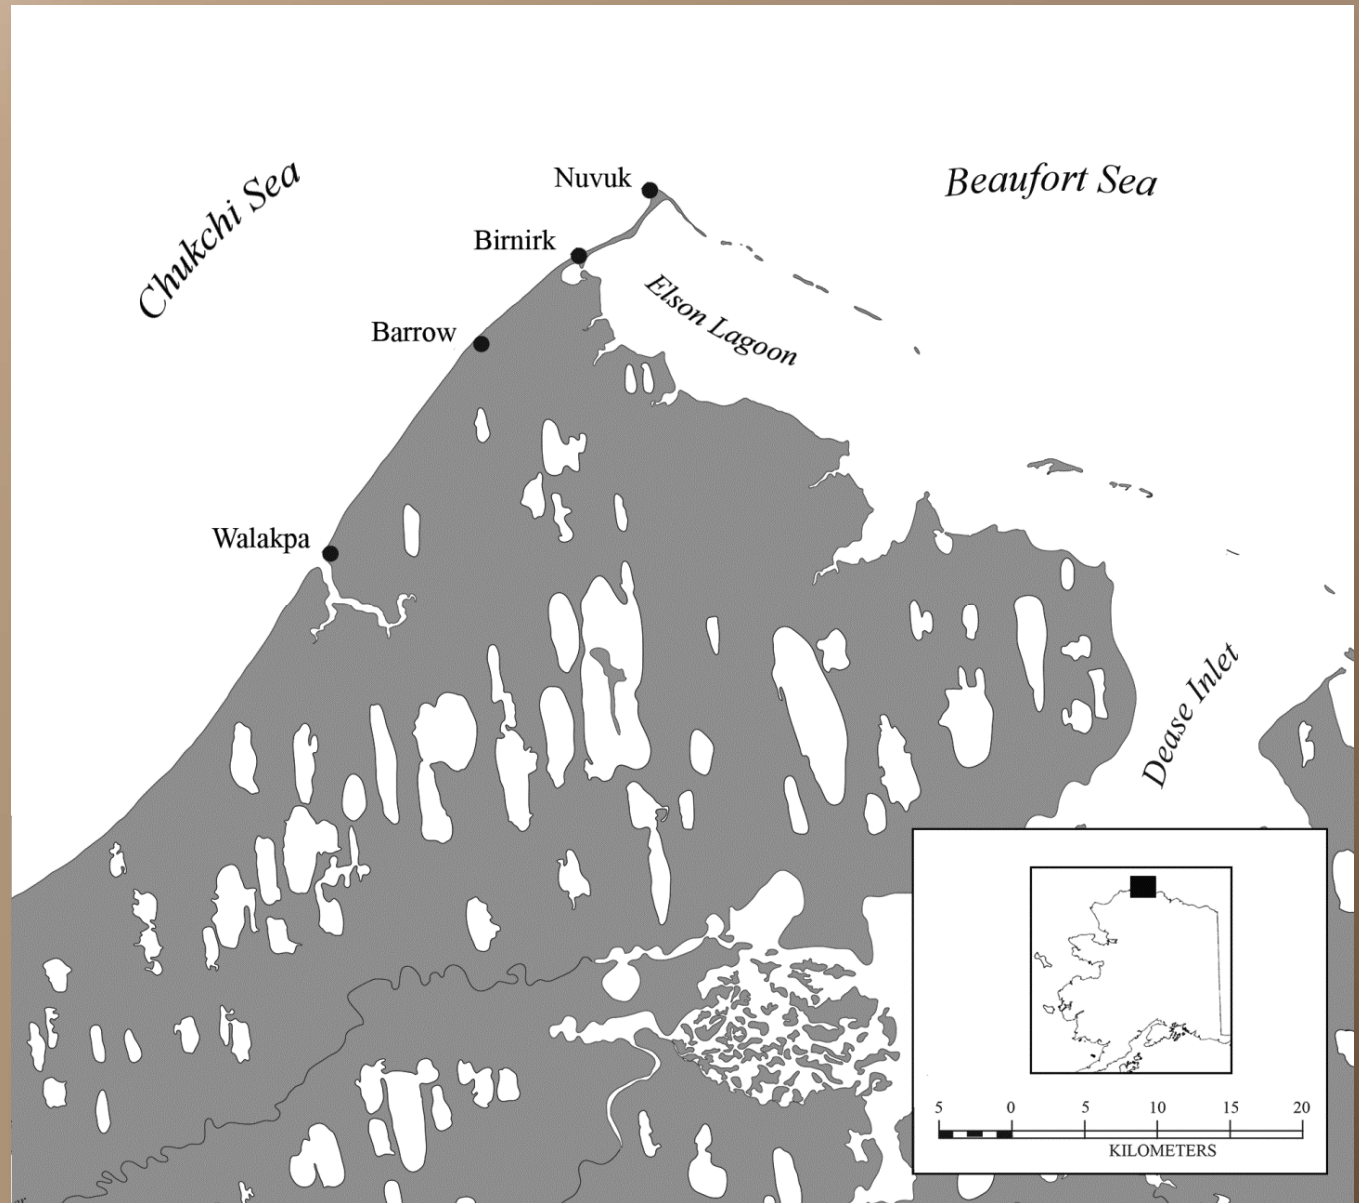 Nuvuk
Beaufort Sea
Chukchi Sea
Birnirk
Elson Lagoon
Barrow
Walakpa
Dease Inlet
5 0 5 10 15 20
KILOMETERS